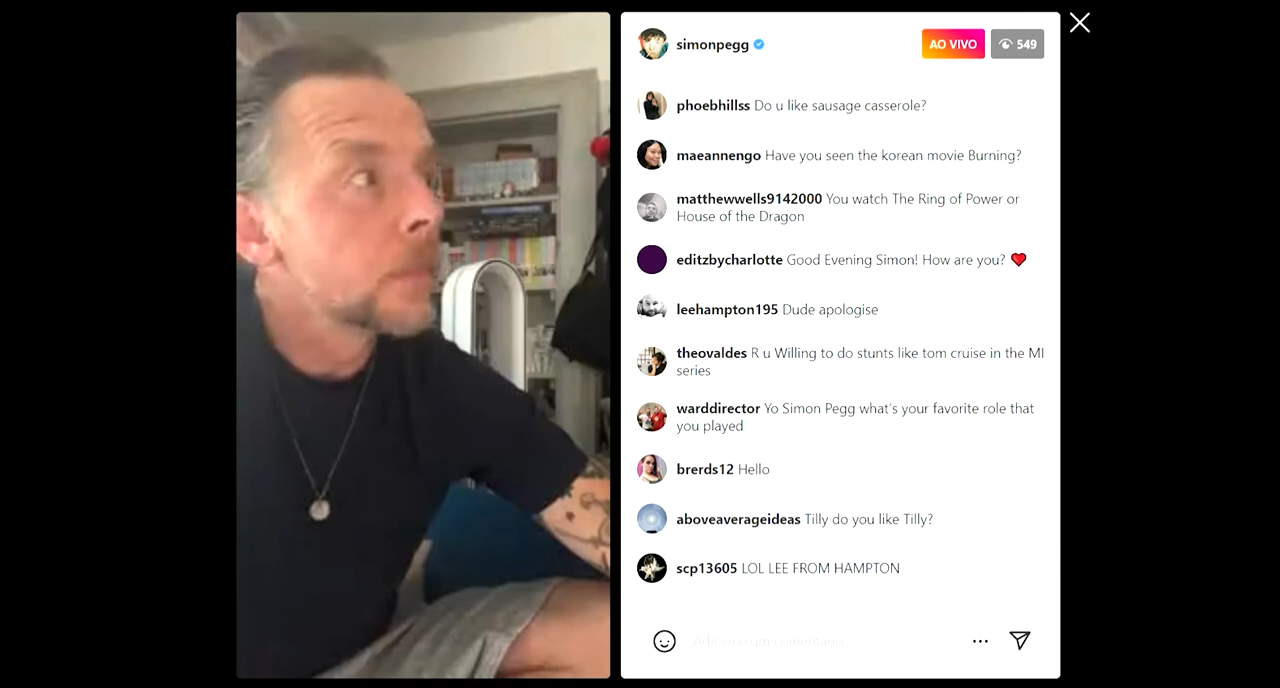 simonpegg
AO VIVO
549
phoebhillss Do u like sausage casserole?
maeannengo Have you seen the korean movie Burning?
matthewwells9142000 You watch The Ring of Power or
House of the Dragon
editzbycharlotte Good Evening Simon! How are you? ❤️
leehampton195 Dude apologise
theovaldes R u Willing to do stunts like tom cruise in the MI
series
warddirector Yo Simon Pegg what's your favorite role that
you played
brerds12 Hello
aboveaverageideas Tilly do you like Tilly?
scp13605 LOL LEE FROM HAMPTON
Adicione um comentário...